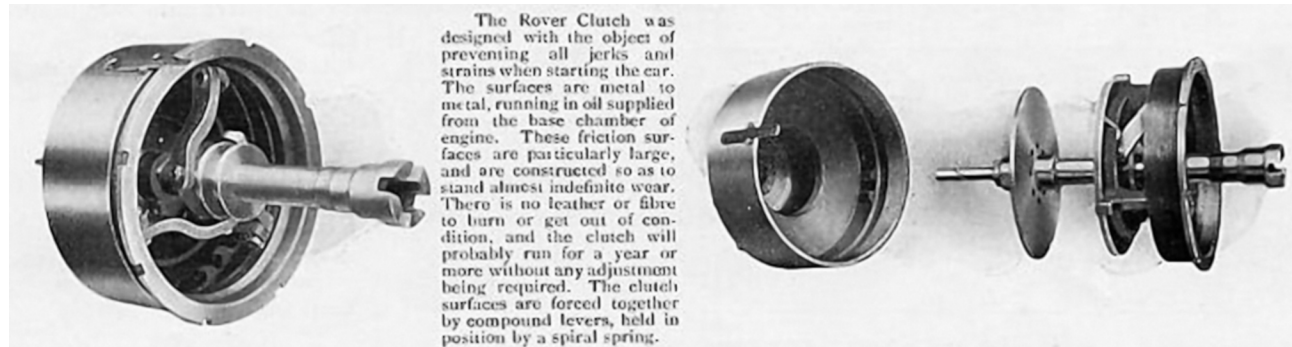 The Rover Clutch was
designed with the object of
preventing all jerks and
strains when starting the car.
The surfaces are metal to
metal, running in oil supplied
from the base chamber of
engine. These friction sur-
faces are particularly large,
and are constructed so as to
stand almost indefinite wear.
There is no leather or fibre
to burn or get out of con-
dition, and the clutch will
probably run for a year or
more without any adjustment
being required. The clutch
surfaces are forced together
by compound levers, held in
position by a spiral spring.